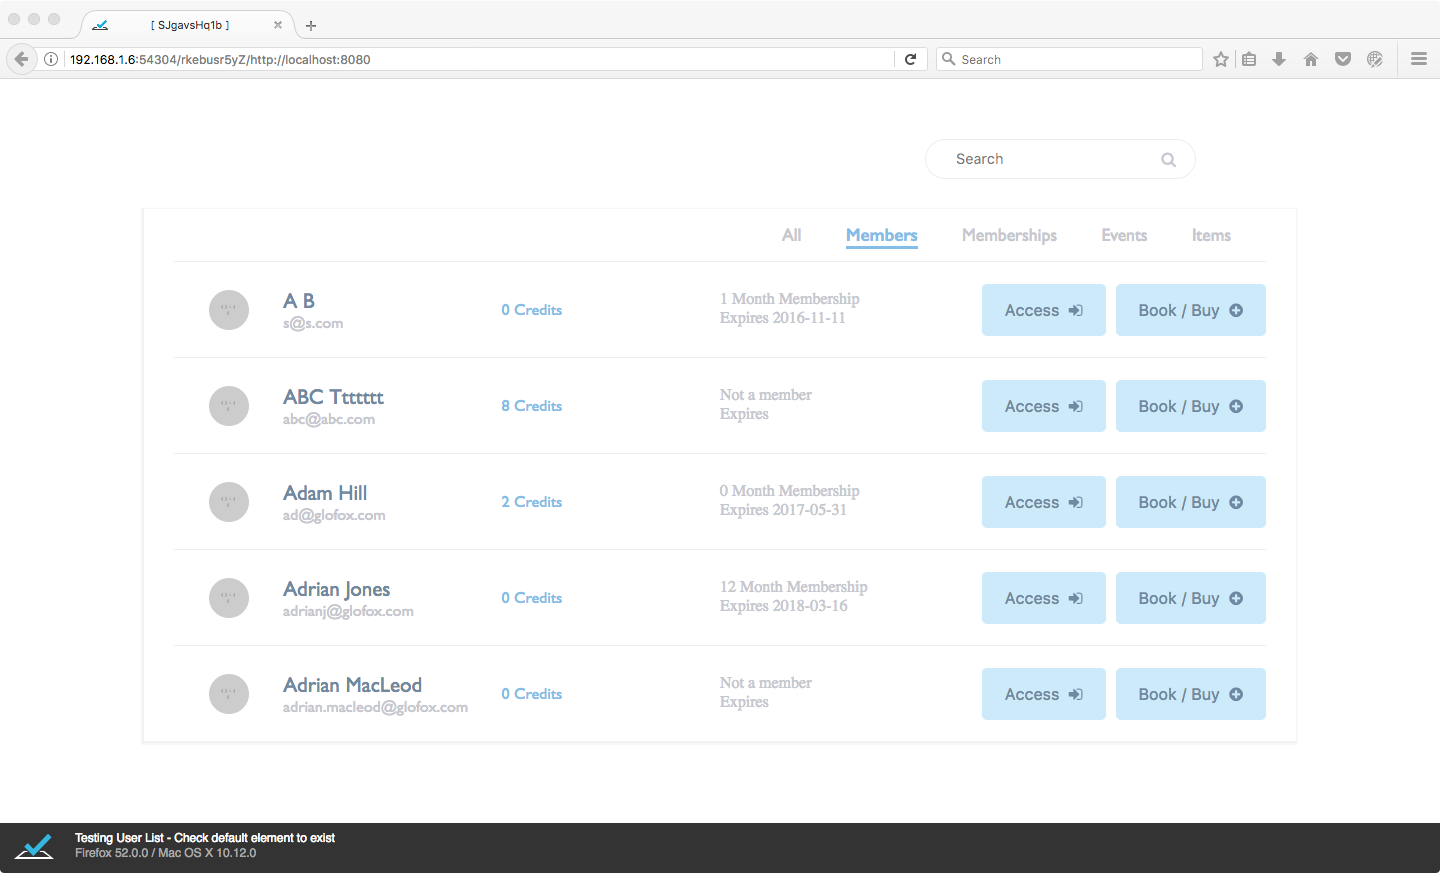 [ SJgavsHq1b ]
192.168.1.6:54304/rkebusr5yZ/http://localhost:8080
Search
Search
All Members Memberships Events Items
A B
s@s.com
0 Credits
1 Month Membership
Expires 2016-11-11
Access
Book / Buy
ABC Ttttttt
abc@abc.com
8 Credits
Not a member
Expires
Access
Book / Buy
Adam Hill
ad@glofox.com
2 Credits
0 Month Membership
Expires 2017-05-31
Access
Book / Buy
Adrian Jones
adrianj@glofox.com
0 Credits
12 Month Membership
Expires 2018-03-16
Access
Book / Buy
Adrian MacLeod
adrian.macleod@glofox.com
0 Credits
Not a member
Expires
Access
Book / Buy
Testing User List - Check default element to exist
Firefox 52.0.0 / Mac OS X 10.12.0